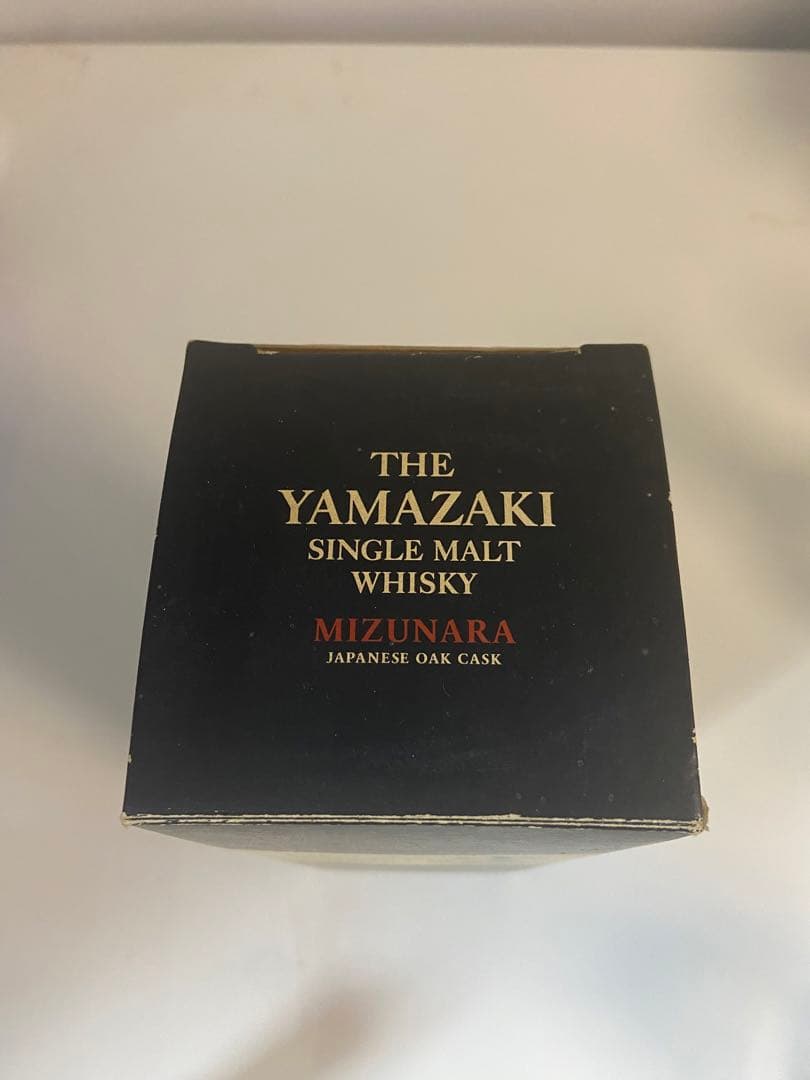 THE
YAMAZAKI
SINGLE MALT
WHISKY
MIZUNARA
JAPANESE OAK CASK